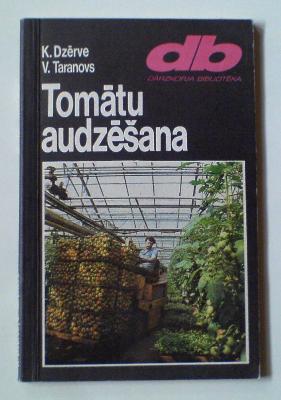 K. Dzērve
V. Taranovs
db
DĀRZKOPJA BIBLIOTĒKA
Tomātu
audzēšana